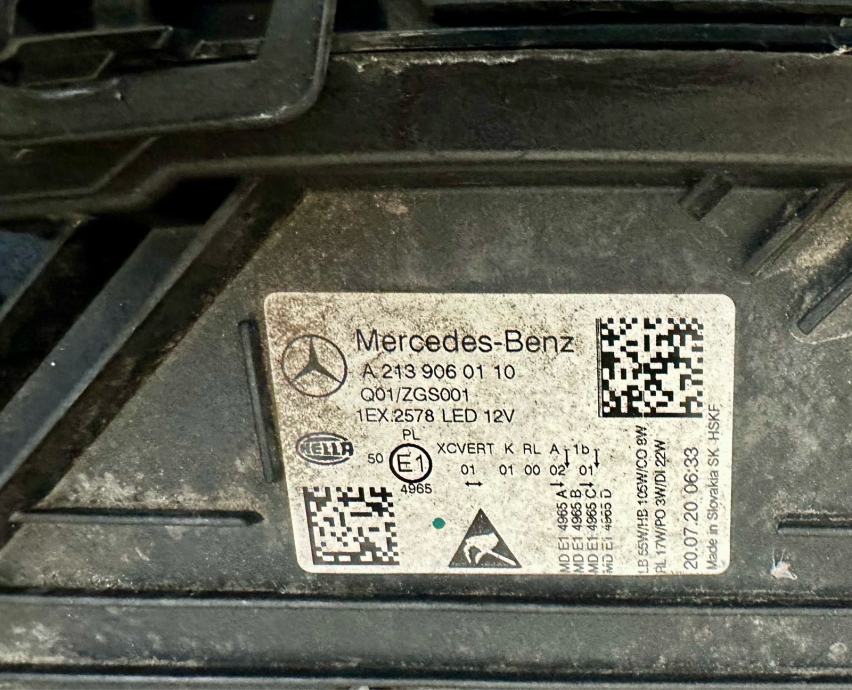 Mercedes-Benz
A 213 906 01 10
Q01/ZGS001
1EX.2578 LED 12V
HELLA
PL
50 E1
4965
XCVERT K RL A 1b
01 01 00 02 01
MD E1 4965 A
MD E1 4965 B
MD E1 4965 C
MD E1 4965 D
LB 55W/HB 105W/CO 8W
RL 17W/PO 3W/DI 22W
20.07.20 06:33
Made in Slovakia SK -HSKF